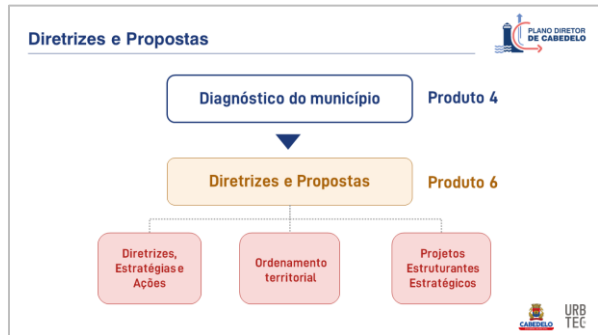 Diretrizes e Propostas
PLANO DIRETOR
DE CABEDELO
Diagnóstico do município
Produto 4
Diretrizes e Propostas
Produto 6
Diretrizes,
Estratégias e
Ações
Ordenamento
territorial
Projetos
Estruturantes
Estratégicos
CABEDELO
URB
TEC